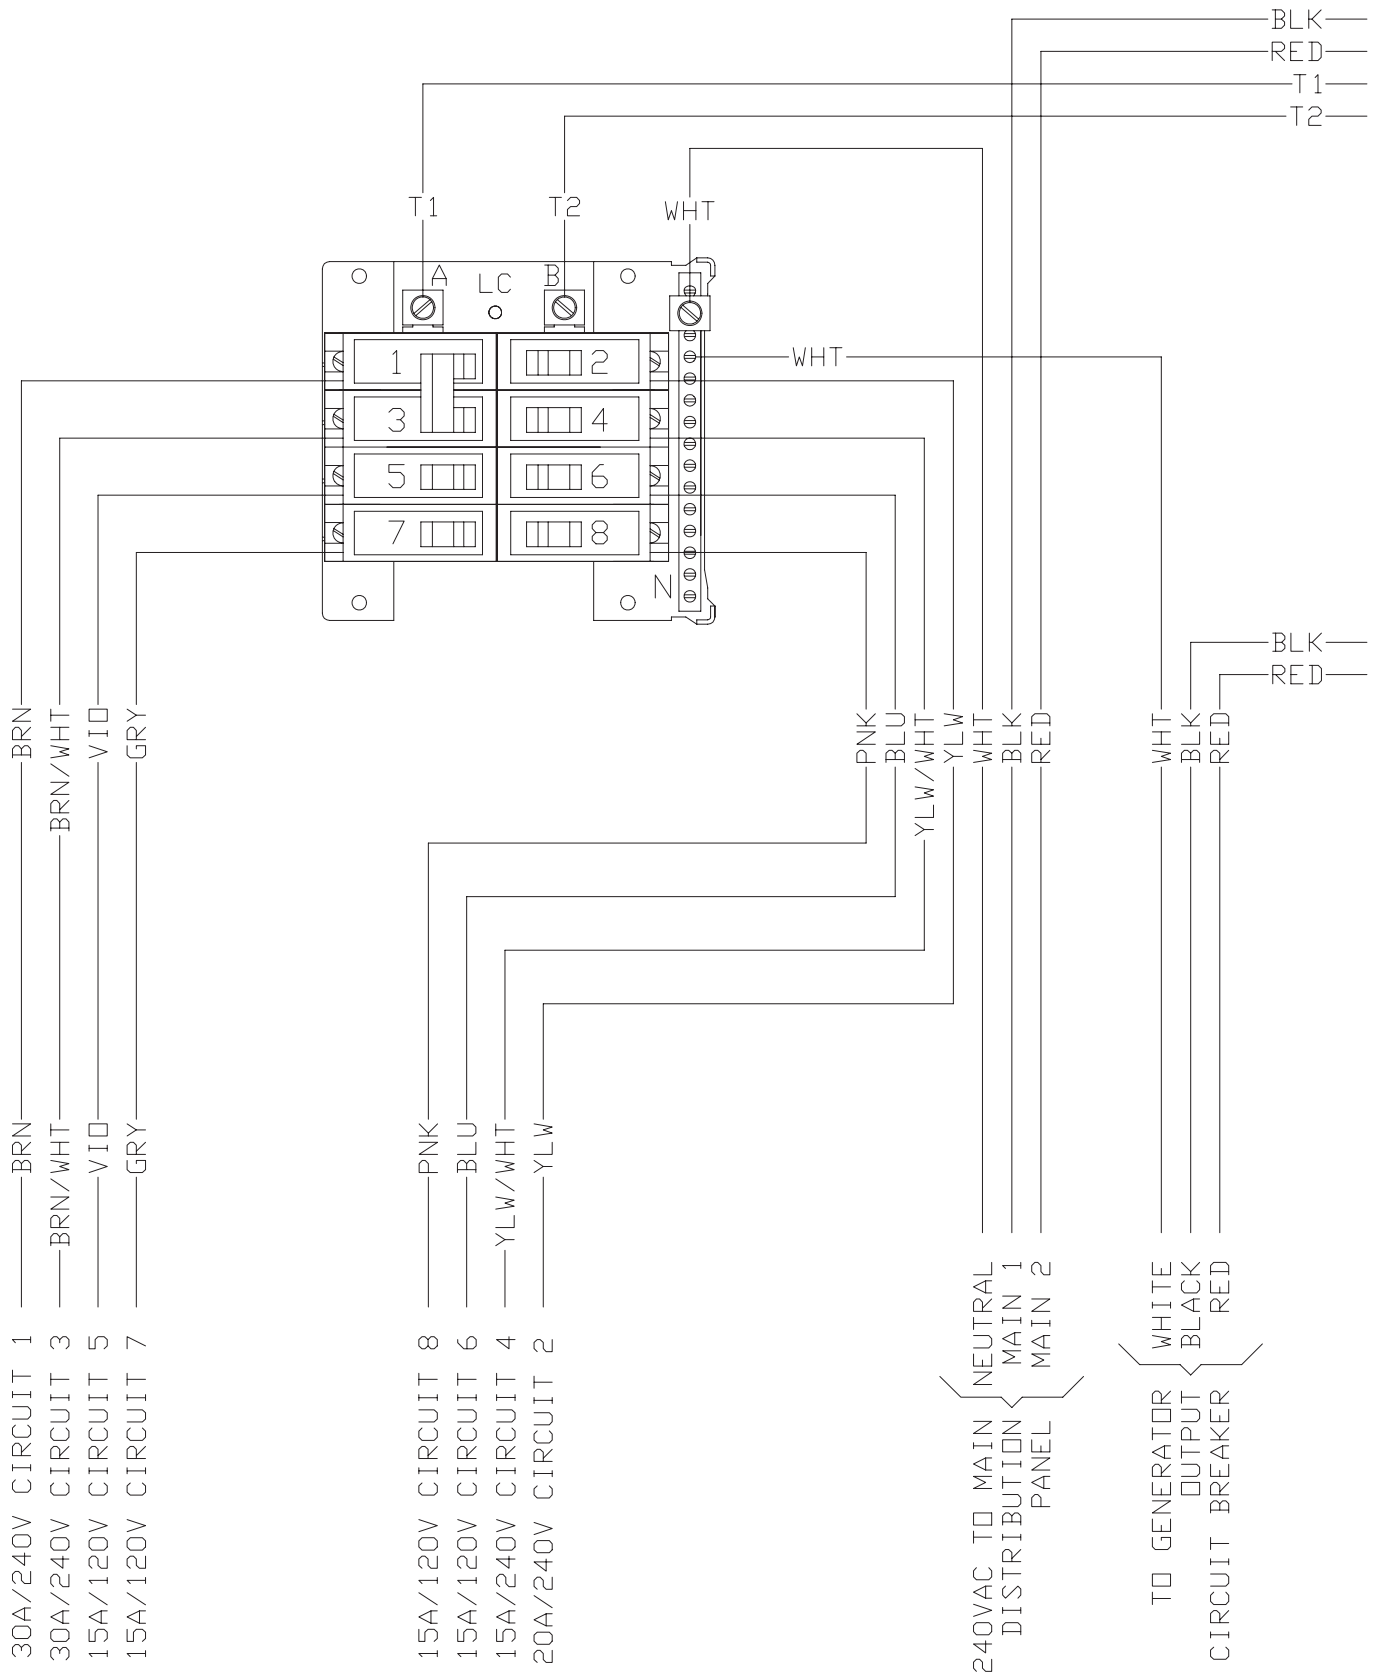 BLK
RED
T1
T2
T1
T2
WHT
A
LC
B
1
2
WHT
3
4
5
6
7
8
N
BLK
RED
BRN
BRN/WHT
VIO
GRY
PNK
BLU
YLW/WHT
YLW
WHT
BLK
RED
WHT
BLK
RED
BRN
BRN/WHT
VIO
GRY
PNK
BLU
YLW/WHT
YLW
30A/240V CIRCUIT 1
30A/240V CIRCUIT 3
15A/120V CIRCUIT 5
15A/120V CIRCUIT 7
15A/120V CIRCUIT 8
15A/120V CIRCUIT 6
15A/240V CIRCUIT 4
20A/240V CIRCUIT 2
NEUTRAL
MAIN 1
MAIN 2
240VAC TO MAIN
DISTRIBUTION
PANEL
WHITE
BLACK
RED
TO GENERATOR
OUTPUT
CIRCUIT BREAKER